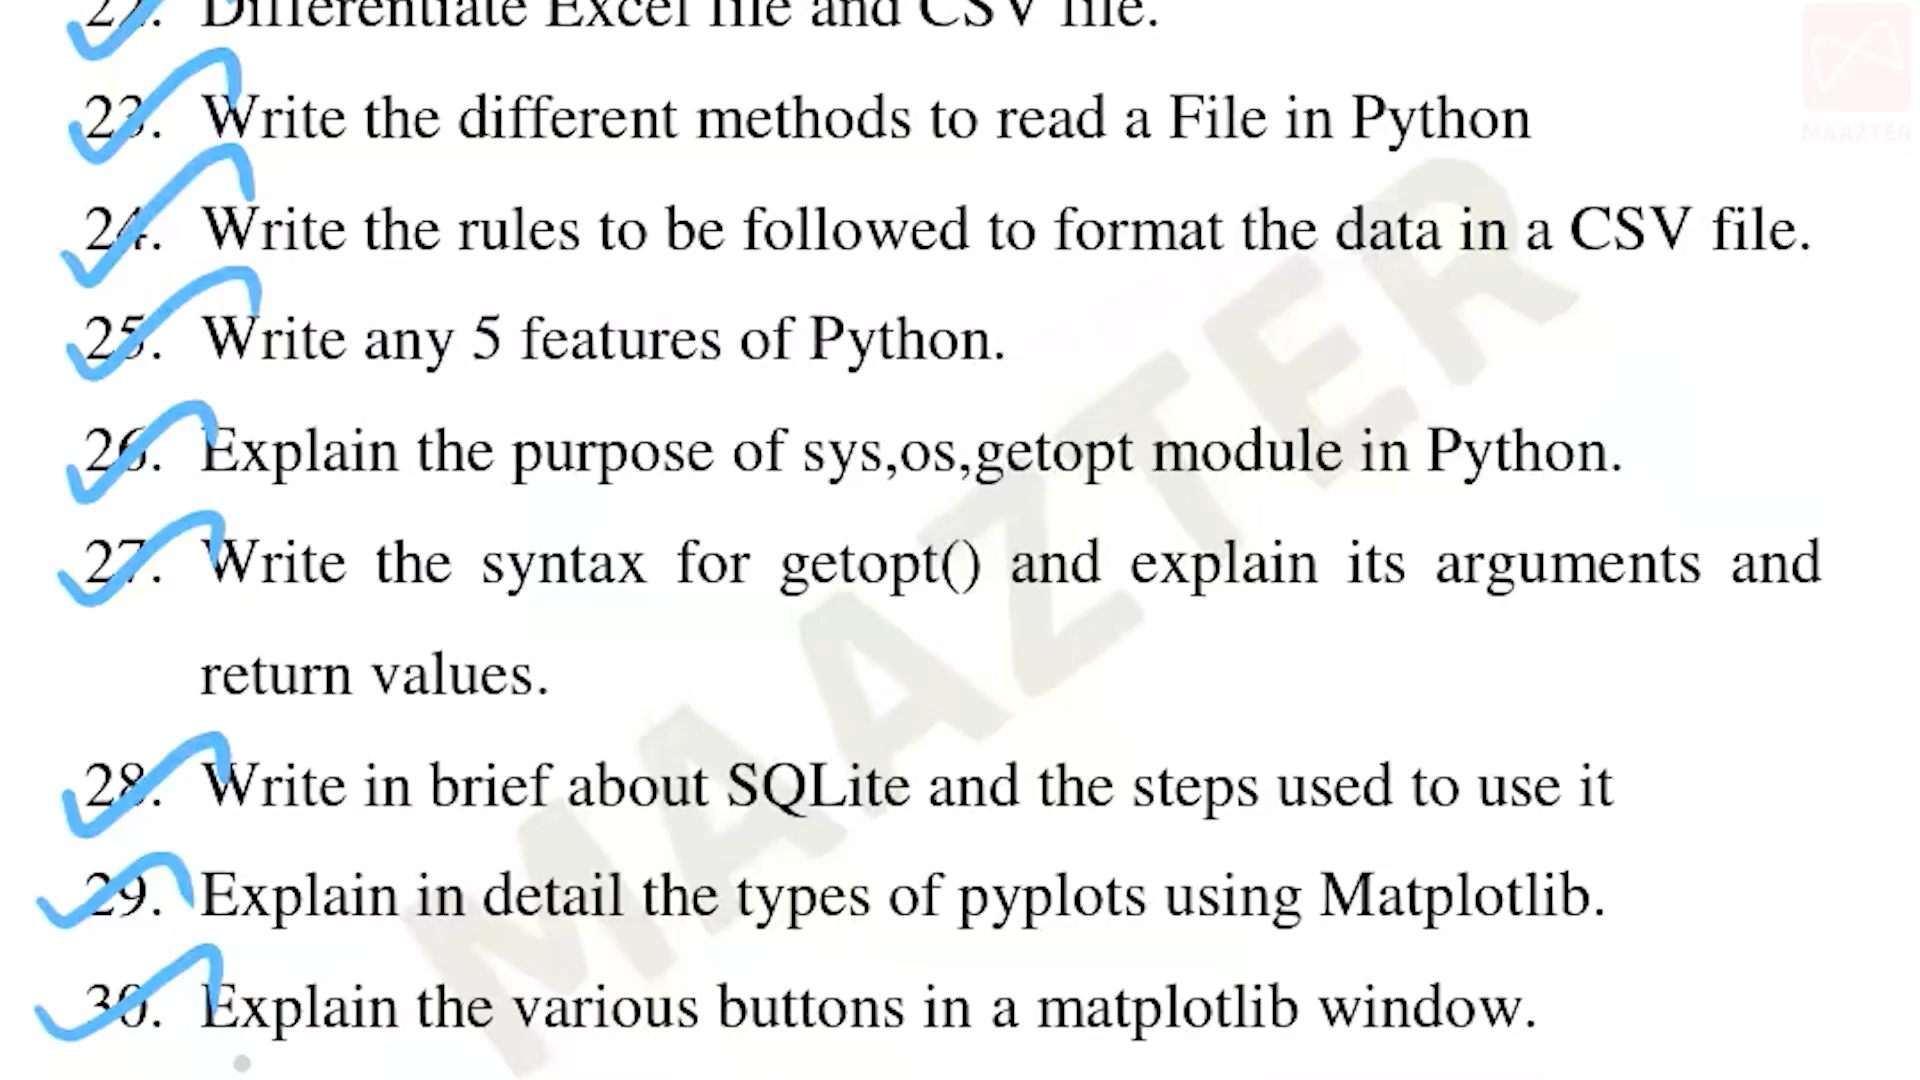 22. Differentiate Excel file and CSV file.
MAAZTER
23. Write the different methods to read a File in Python
24. Write the rules to be followed to format the data in a CSV file.
25. Write any 5 features of Python.
26. Explain the purpose of sys,os,getopt module in Python.
27. Write the syntax for getopt() and explain its arguments and
return values.
28. Write in brief about SQLite and the steps used to use it
29. Explain in detail the types of pyplots using Matplotlib.
30. Explain the various buttons in a matplotlib window.
MAAZTER